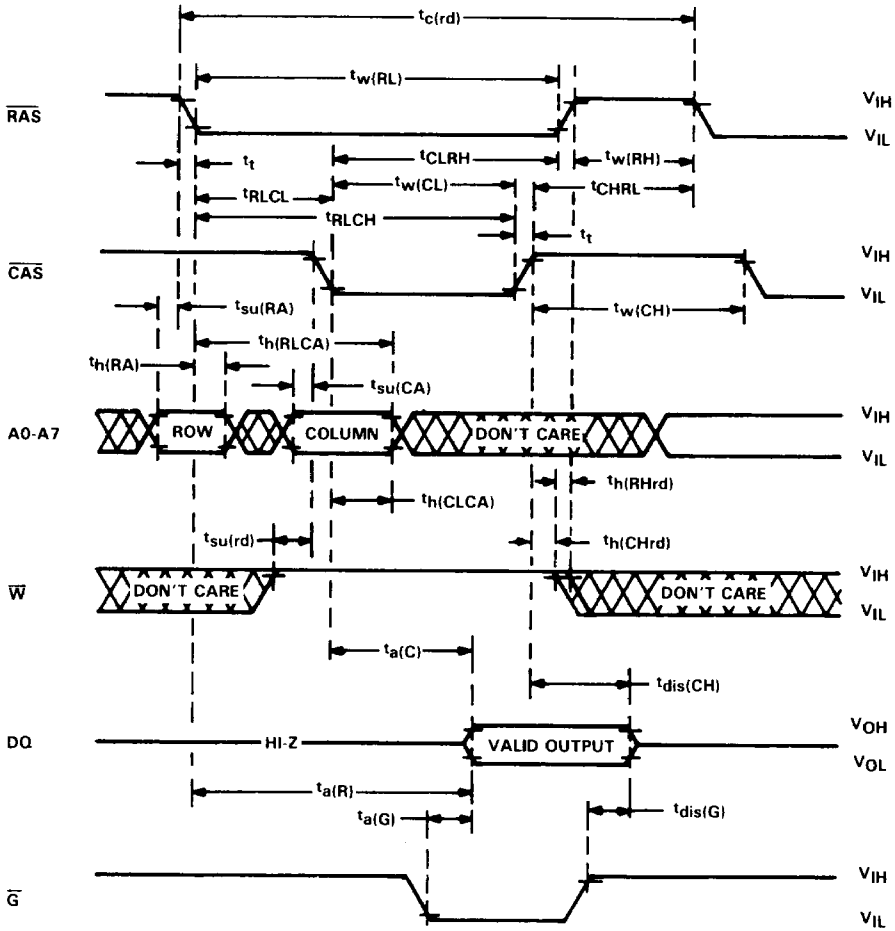 tc(rd)
tw(RL)
RAS
VIH
VIL
tt
tCLRH
tw(RH)
tRLCL
tw(CL)
tCHRL
tRLCH
tt
CAS
VIH
VIL
tsu(RA)
tw(CH)
th(RLCA)
th(RA)
tsu(CA)
A0-A7
ROW
COLUMN
DON'T CARE
VIH
VIL
th(RHrd)
th(CLCA)
tsu(rd)
th(CHrd)
W
DON'T CARE
DON'T CARE
VIH
VIL
ta(C)
tdis(CH)
DQ
HI-Z
VALID OUTPUT
VOH
VOL
ta(R)
ta(G)
tdis(G)
G
VIH
VIL